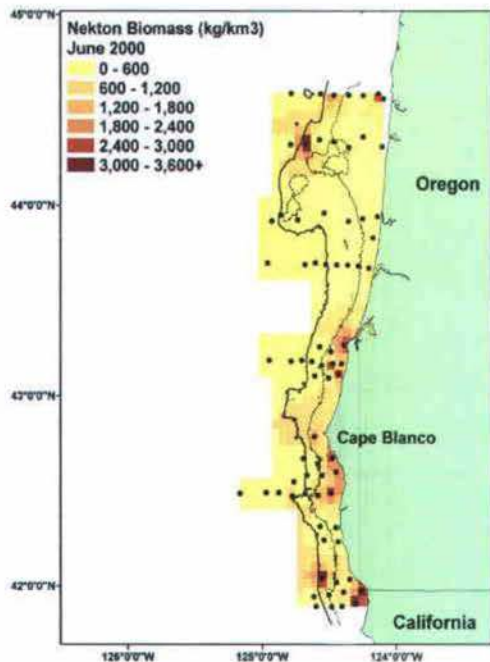 Nekton Biomass (kg/km3)
June 2000
0 - 600
600 - 1,200
1,200 - 1,800
1,800 - 2,400
2,400 - 3,000
3,000 - 3,600+
45°0'0"N
44°0'0"N
43°0'0"N
42°0'0"N
Oregon
Cape Blanco
California
126°0'0"W
125°0'0"W
124°0'0"W